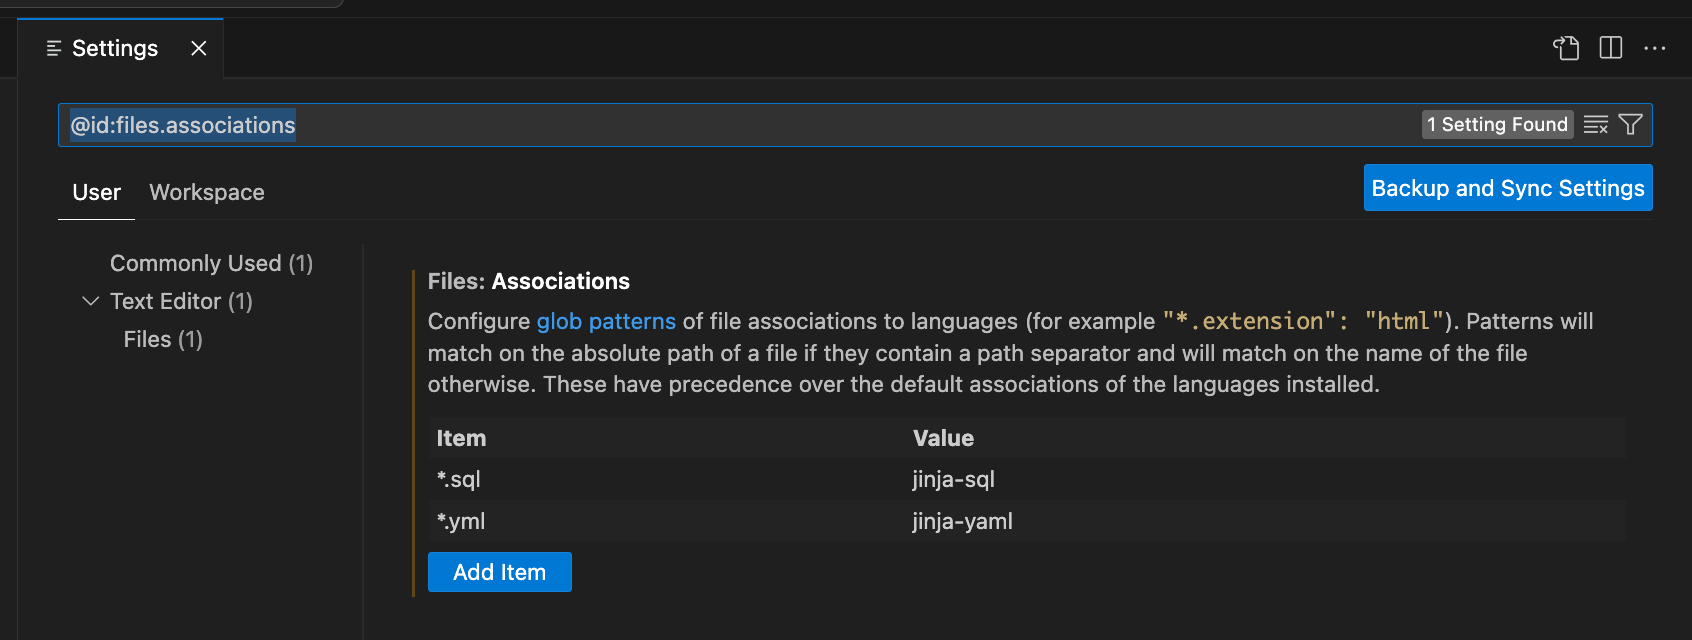 Settings
@id:files.associations
1 Setting Found
User
Workspace
Backup and Sync Settings
Commonly Used (1)
Text Editor (1)
Files (1)
Files: Associations
Configure glob patterns of file associations to languages (for example "*.extension": "html"). Patterns will
match on the absolute path of a file if they contain a path separator and will match on the name of the file
otherwise. These have precedence over the default associations of the languages installed.
Item Value
*.sql jinja-sql
*.yml jinja-yaml
Add Item